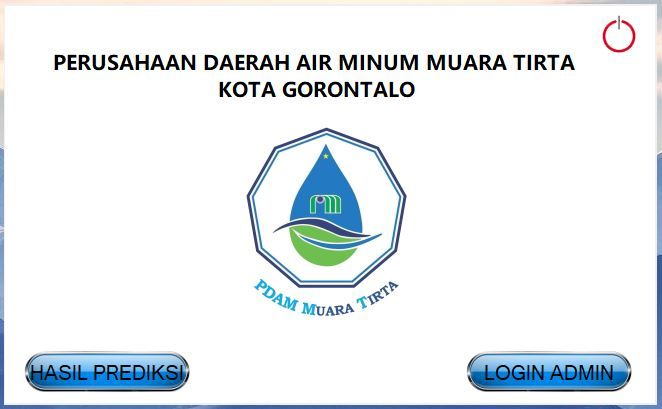 PERUSAHAAN DAERAH AIR MINUM MUARA TIRTA
KOTA GORONTALO
PDAM MUARA TIRTA
HASIL PREDIKSI
LOGIN ADMIN